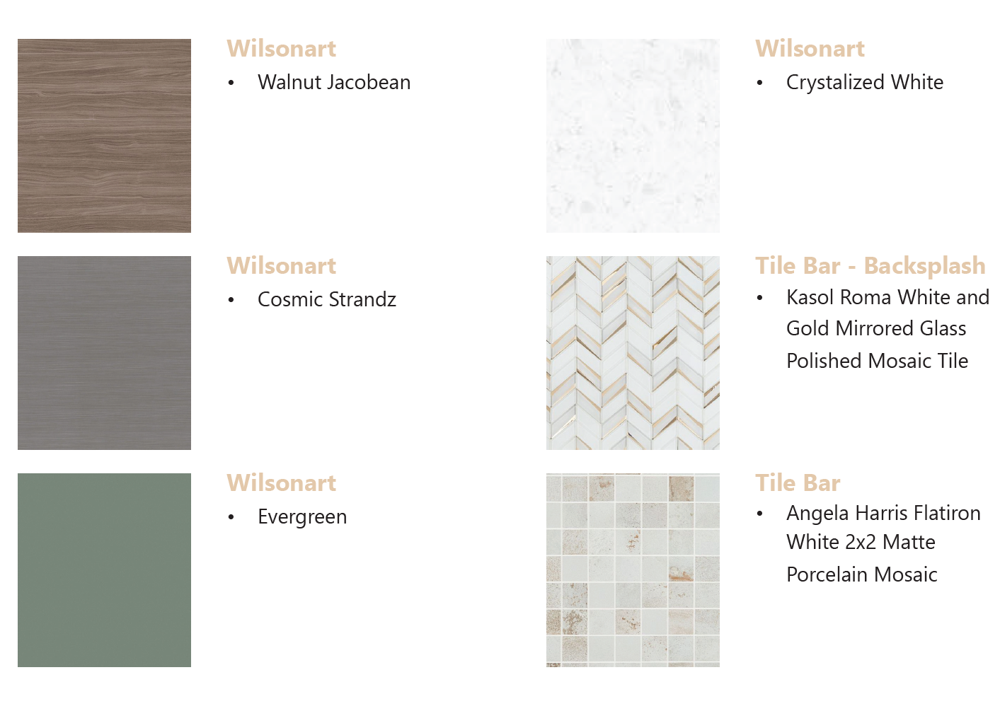 Wilsonart
• Walnut Jacobean
Wilsonart
• Cosmic Strandz
Wilsonart
• Evergreen
Wilsonart
• Crystalized White
Tile Bar - Backsplash
• Kasol Roma White and
Gold Mirrored Glass
Polished Mosaic Tile
Tile Bar
• Angela Harris Flatiron
White 2x2 Matte
Porcelain Mosaic